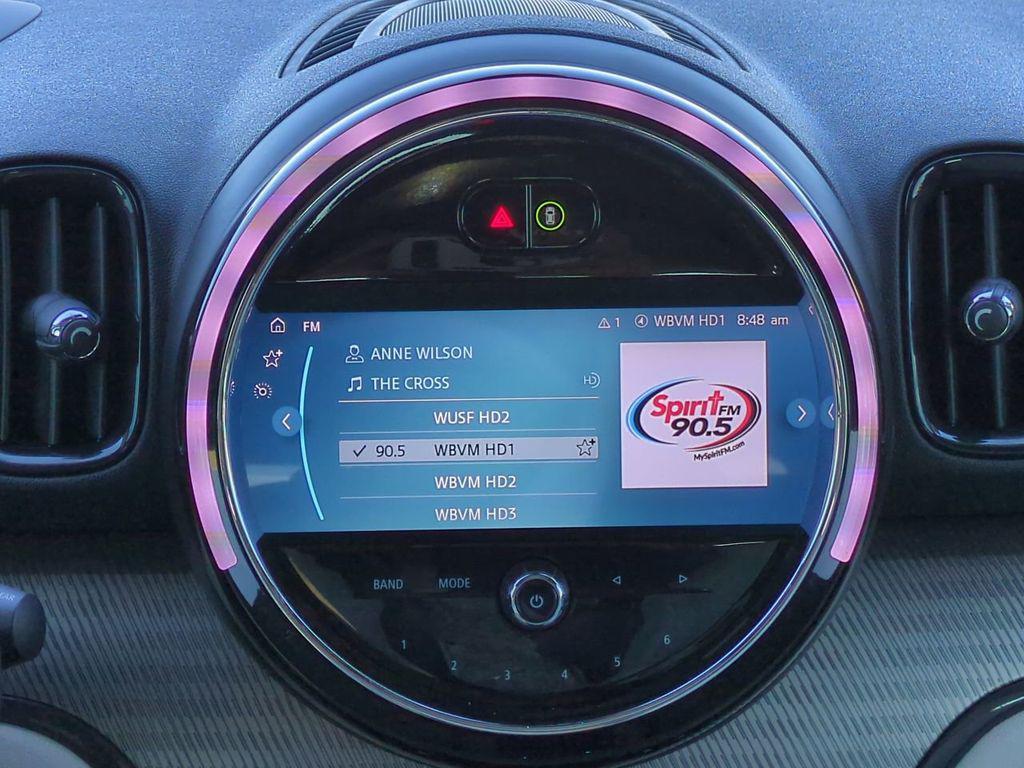 FM
1 WBVM HD1 8:48 am
ANNE WILSON
THE CROSS HD
WUSF HD2
90.5 WBVM HD1
WBVM HD2
WBVM HD3
Spirit FM
90.5
MySpiritFM.com
BAND MODE
1 2 3 4 5 6